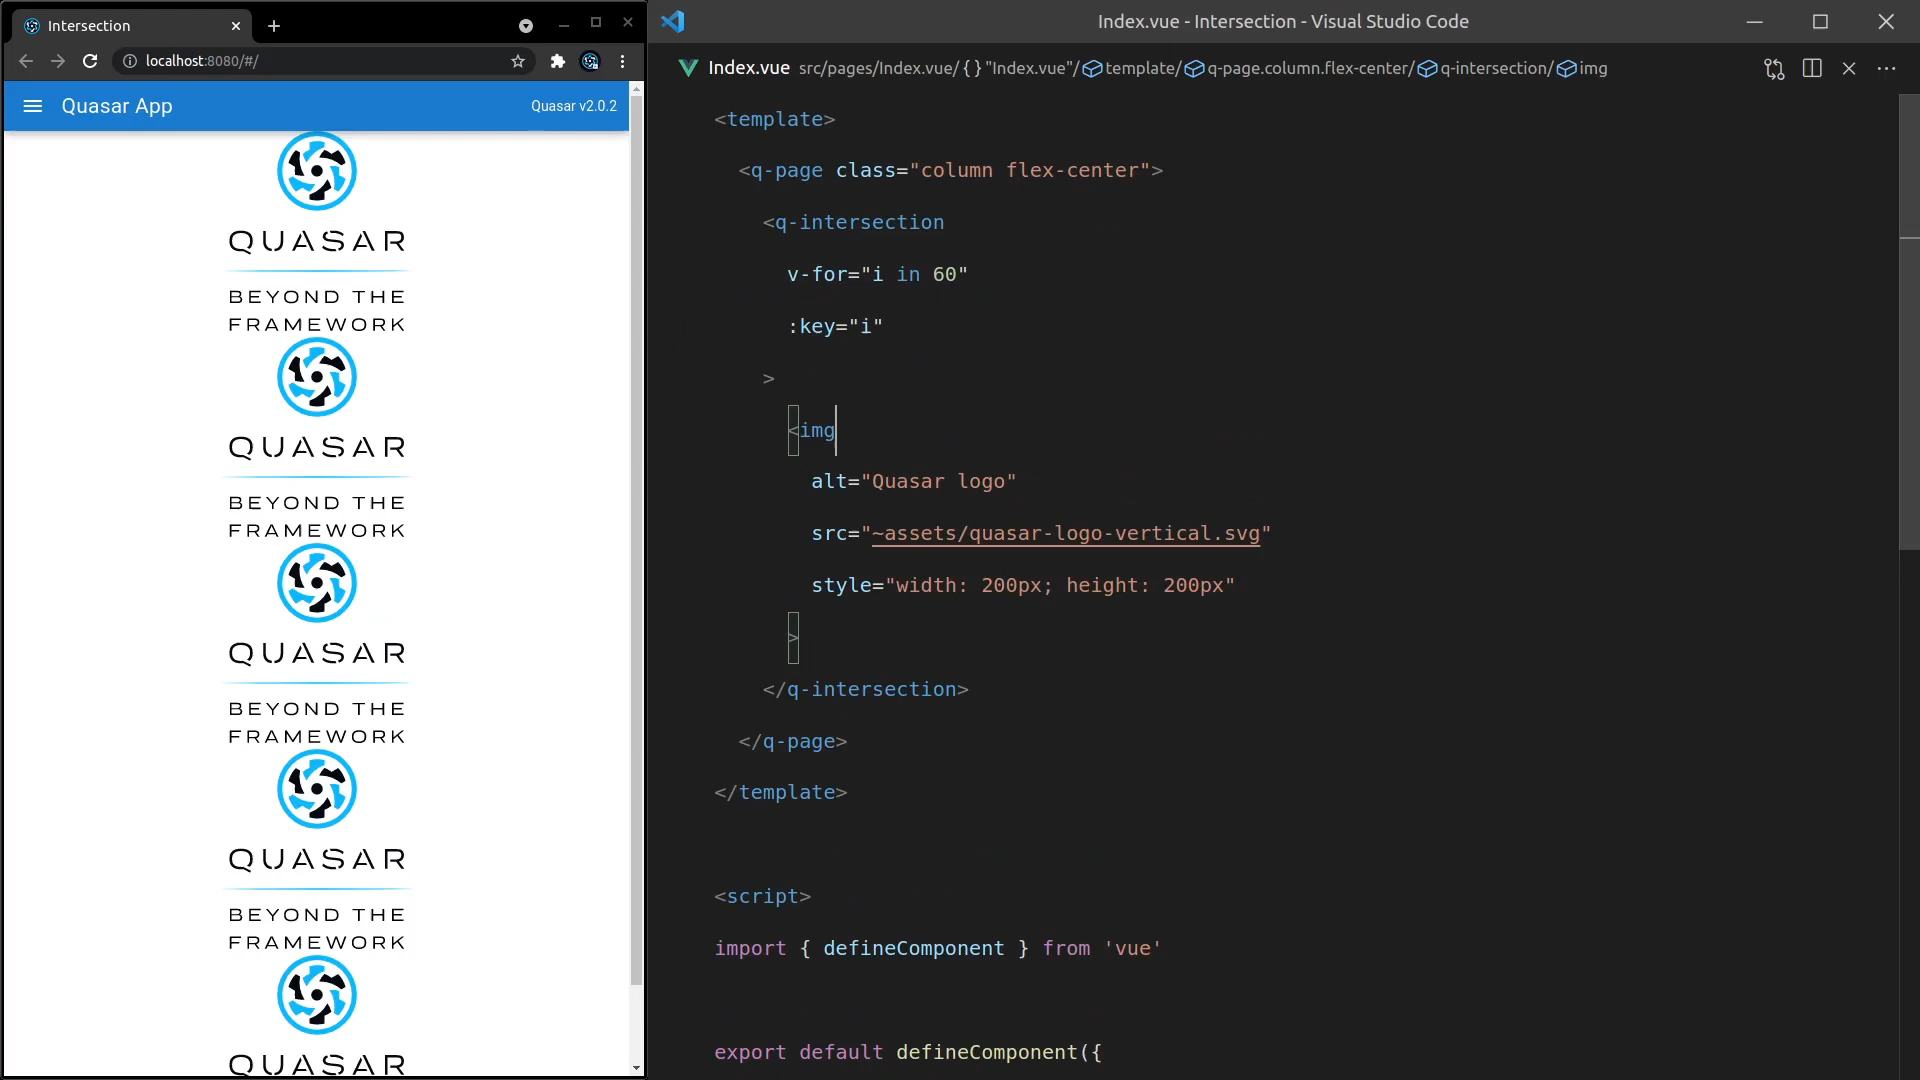 Intersection
localhost:8080/#/
Quasar App
Quasar v2.0.2
QUASAR
BEYOND THE
FRAMEWORK
QUASAR
BEYOND THE
FRAMEWORK
QUASAR
BEYOND THE
FRAMEWORK
QUASAR
BEYOND THE
FRAMEWORK
QUASAR
Index.vue - Intersection - Visual Studio Code
Index.vue src/pages/Index.vue/{}"Index.vue"/template/q-page.column.flex-center/q-intersection/img
<template>
<q-page class="column flex-center">
<q-intersection
v-for="i in 60"
:key="i"
>
<img
alt="Quasar logo"
src="~assets/quasar-logo-vertical.svg"
style="width: 200px; height: 200px"
>
</q-intersection>
</q-page>
</template>
<script>
import { defineComponent } from 'vue'
export default defineComponent({